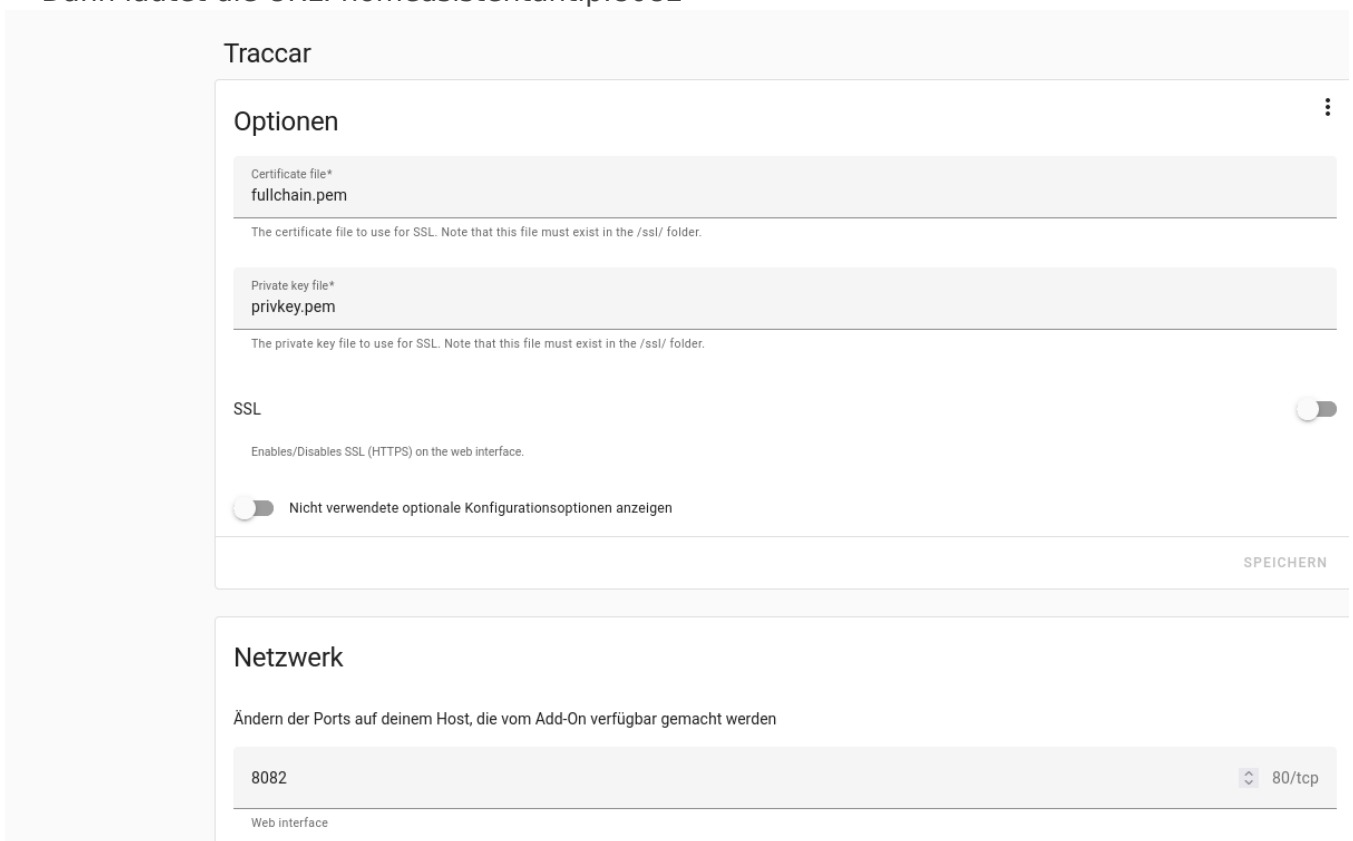 Traccar
Optionen
Certificate file*
fullchain.pem
The certificate file to use for SSL. Note that this file must exist in the /ssl/ folder.
Private key file*
privkey.pem
The private key file to use for SSL. Note that this file must exist in the /ssl/ folder.
SSL
Enables/Disables SSL (HTTPS) on the web interface.
Nicht verwendete optionale Konfigurationsoptionen anzeigen
SPEICHERN
Netzwerk
Ändern der Ports auf deinem Host, die vom Add-On verfügbar gemacht werden
8082 80/tcp
Web interface